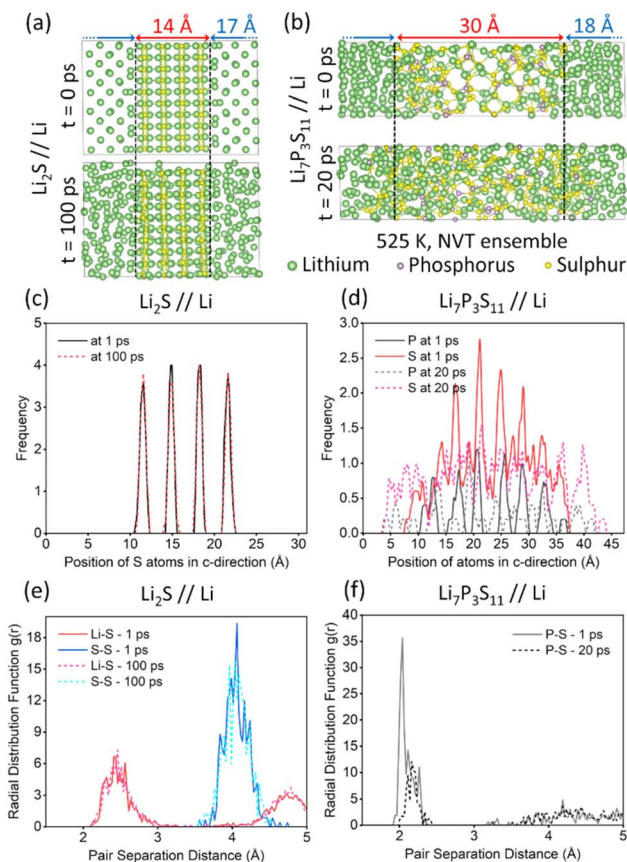 (a)
14 Å
17 Å
Li₂S // Li
t = 0 ps
t = 100 ps
(b)
30 Å
18 Å
Li₇P₃S₁₁ // Li
t = 0 ps
t = 20 ps
525 K, NVT ensemble
Lithium
Phosphorus
Sulphur
(c)
Li₂S // Li
at 1 ps
at 100 ps
Frequency
5
4
3
2
1
0
0 5 10 15 20 25 30
Position of S atoms in c-direction (Å)
(d)
Li₇P₃S₁₁ // Li
P at 1 ps
S at 1 ps
P at 20 ps
S at 20 ps
Frequency
3.0
2.5
2.0
1.5
1.0
0.5
0.0
0 5 10 15 20 25 30 35 40 45
Position of atoms in c-direction (Å)
(e)
Li₂S // Li
Li-S - 1 ps
S-S - 1 ps
Li-S - 100 ps
S-S - 100 ps
Radial Distribution Function g(r)
18
15
12
9
6
3
0
2 3 4 5
Pair Separation Distance (Å)
(f)
Li₇P₃S₁₁ // Li
P-S - 1 ps
P-S - 20 ps
Radial Distribution Function g(r)
40
35
30
25
20
15
10
5
0
2 3 4 5
Pair Separation Distance (Å)